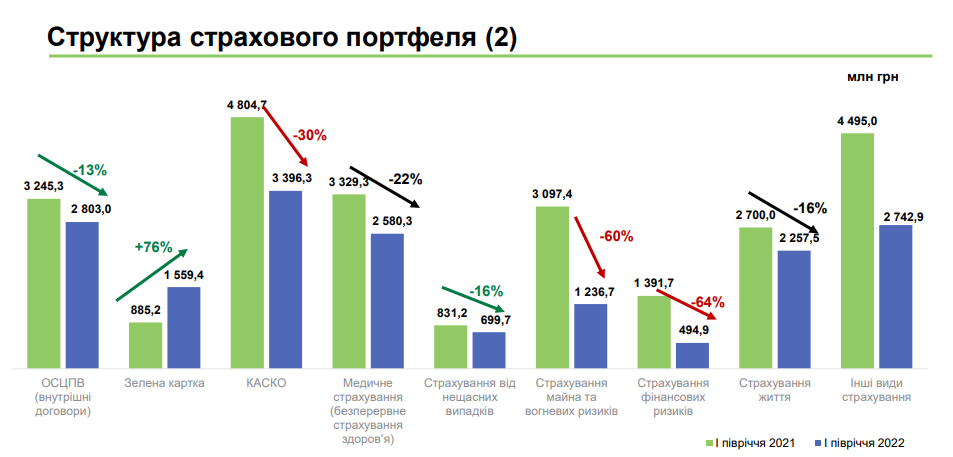 Структура страхового портфеля (2)
млн грн
3 245,3
2 803,0
-13%
885,2
1 559,4
+76%
4 804,7
3 396,3
-30%
3 329,3
2 580,3
-22%
831,2
699,7
-16%
3 097,4
1 236,7
-60%
1 391,7
494,9
-64%
2 700,0
2 257,5
-16%
4 495,0
2 742,9
ОСЦПВ
(внутрішні
договори)
Зелена картка
КАСКО
Медичне
страхування
(безперервне
страхування
здоров'я)
Страхування від
нещасних
випадків
Страхування
майна та
вогневих ризиків
Страхування
фінансових
ризиків
Страхування
життя
Інші види
страхування
І півріччя 2021
І півріччя 2022